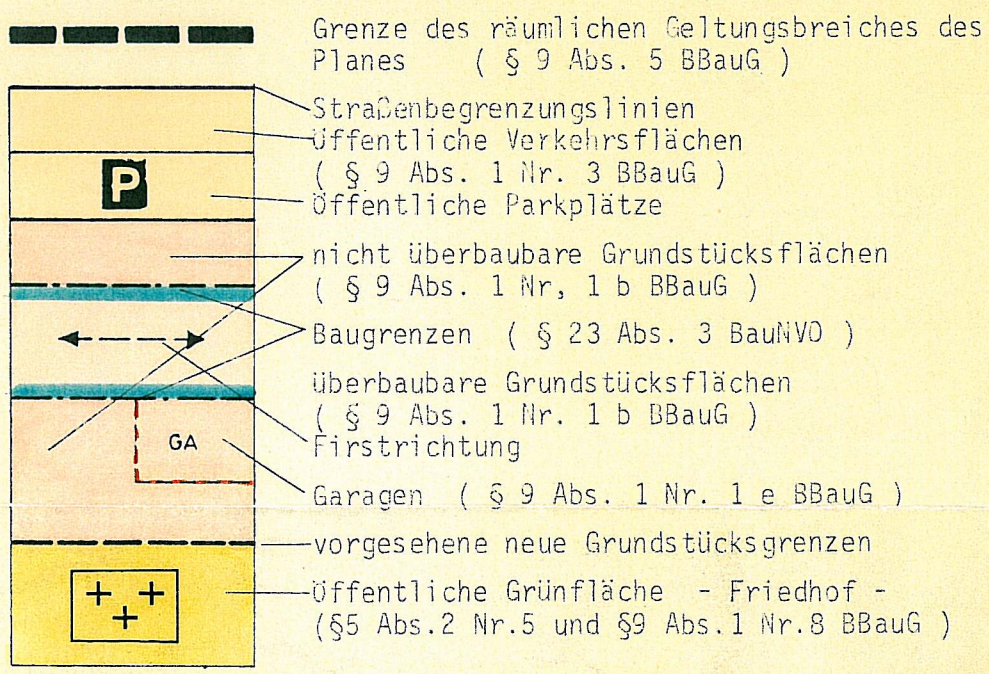 Grenze des räumlichen Geltungsbreiches des
Planes ( § 9 Abs. 5 BBauG )
Straßenbegrenzungslinien
Öffentliche Verkehrsflächen
( § 9 Abs. 1 Nr. 3 BBauG )
P
Öffentliche Parkplätze
nicht überbaubare Grundstücksflächen
( § 9 Abs. 1 Nr, 1 b BBauG )
Baugrenzen ( § 23 Abs. 3 BauNVO )
überbaubare Grundstücksflächen
( § 9 Abs. 1 Nr. 1 b BBauG )
GA
Firstrichtung
Garagen ( § 9 Abs. 1 Nr. 1 e BBauG )
vorgesehene neue Grundstücksgrenzen
Öffentliche Grünfläche - Friedhof -
(§5 Abs.2 Nr.5 und §9 Abs.1 Nr.8 BBauG )